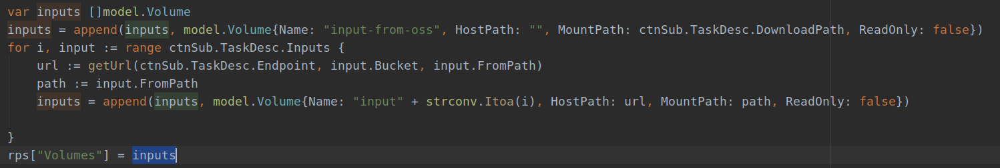 var inputs []model.Volume
inputs = append(inputs, model.Volume{Name: "input-from-oss", HostPath: "", MountPath: ctnSub.TaskDesc.DownloadPath, ReadOnly: false})
for i, input := range ctnSub.TaskDesc.Inputs {
    url := getUrl(ctnSub.TaskDesc.Endpoint, input.Bucket, input.FromPath)
    path := input.FromPath
    inputs = append(inputs, model.Volume{Name: "input" + strconv.Itoa(i), HostPath: url, MountPath: path, ReadOnly: false})
}
rps["Volumes"] = inputs